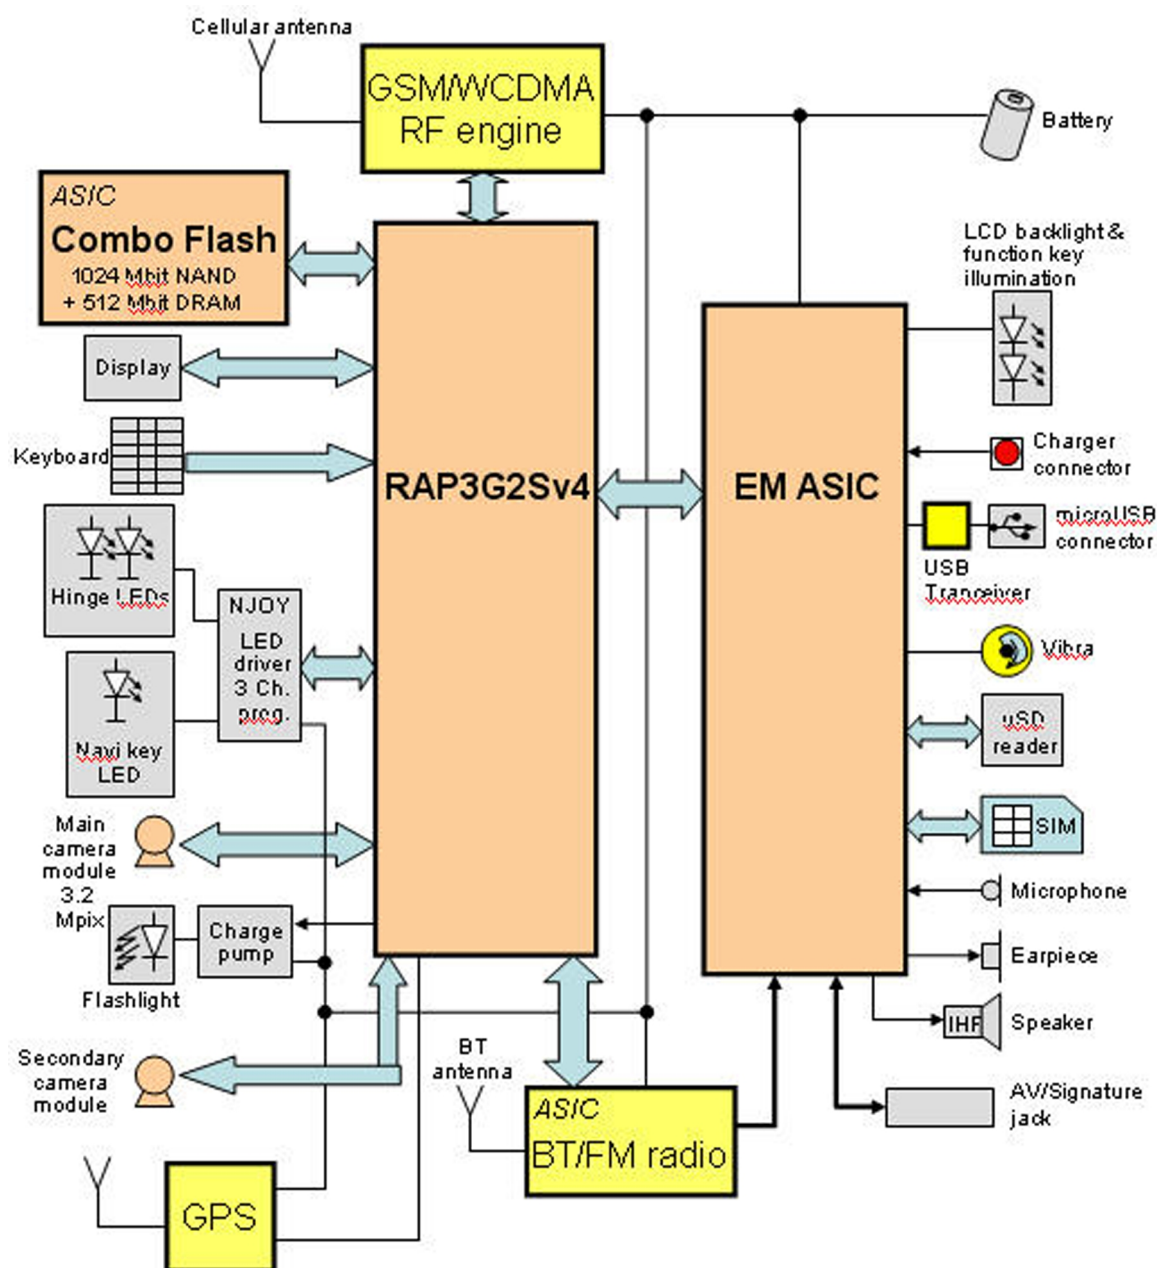 Cellular antenna
GSM/WCDMA
RF engine
Battery
ASIC
Combo Flash
1024 Mbit NAND
+ 512 Mbit DRAM
LCD backlight &
function key
illumination
Display
Keyboard
RAP3G2Sv4
EM ASIC
Charger
connector
microUSB
connector
USB
Tranceiver
Hinge LEDs
NJOY
LED
driver
3 Ch.
prog.
Vibra
Navi key
LED
uSD
reader
SIM
Main
camera
module
3.2
Mpix
Charge
pump
Flashlight
Microphone
Earpiece
IHF
Speaker
Secondary
camera
module
BT
antenna
AV/Signature
jack
ASIC
BT/FM radio
GPS